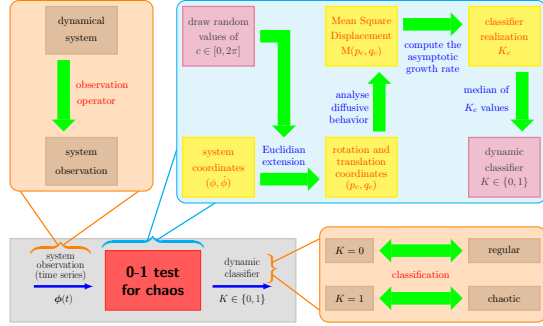 dynamical
system
observation
operator
system
observation
draw random
values of
c ∈ [0, 2π]
Mean Square
Displacement
M(p_c, q_c)
compute the
asymptotic
growth rate
classifier
realization
K_c
analyse
diffusive
behavior
median of
K_c values
Euclidian
extension
system
coordinates
(ϕ, ϕ̇)
rotation and
translation
coordinates
(p_c, q_c)
dynamic
classifier
K ∈ {0, 1}
system
observation
(time series)
ϕ(t)
0-1 test
for chaos
dynamic
classifier
K ∈ {0, 1}
K = 0
regular
classification
K = 1
chaotic